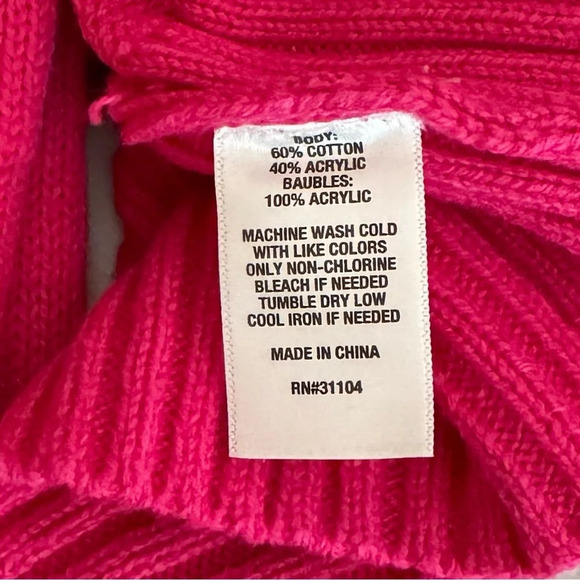 BODY:
60% COTTON
40% ACRYLIC
BAUBLES:
100% ACRYLIC
MACHINE WASH COLD
WITH LIKE COLORS
ONLY NON-CHLORINE
BLEACH IF NEEDED
TUMBLE DRY LOW
COOL IRON IF NEEDED
MADE IN CHINA
RN#31104